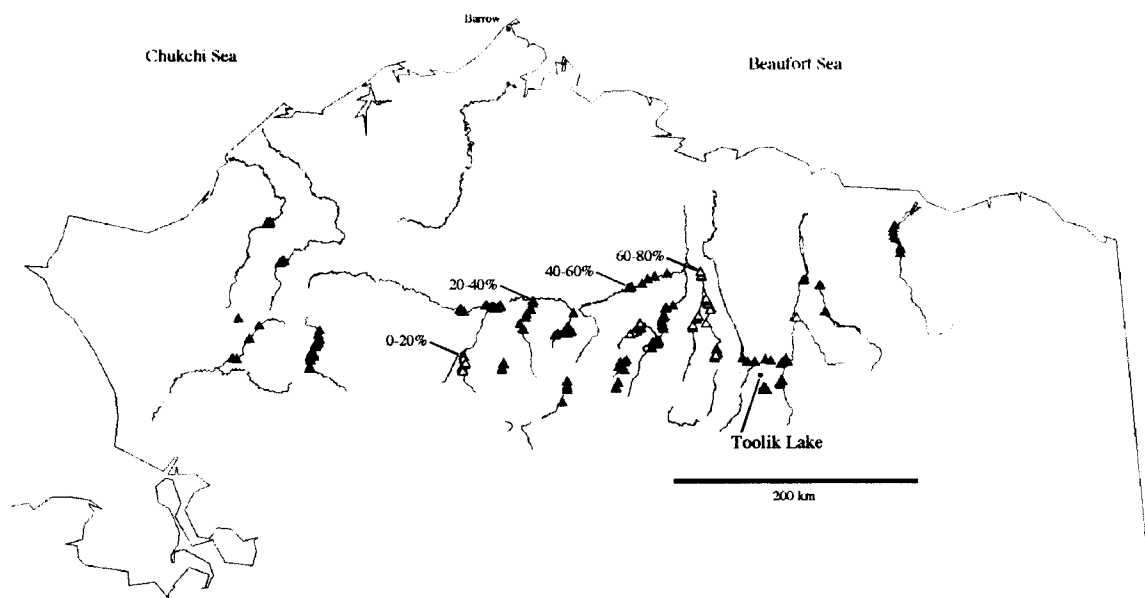 Barrow
Chukchi Sea
Beaufort Sea
60-80%
40-60%
20-40%
0-20%
Toolik Lake
200 km